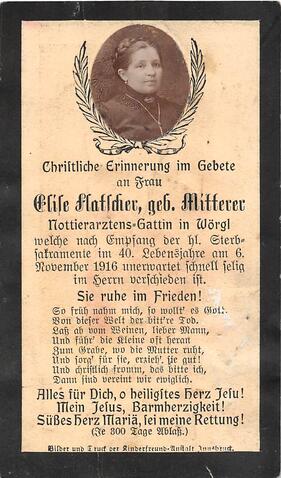 Christliche Erinnerung im Gebete
an Frau
Elise Flatscher, geb. Mitterer
Nottierarztens-Gattin in Wörgl
welche nach Empfang der hl. Sterb-
sakramente im 40. Lebensjahre am 6.
November 1916 unerwartet schnell selig
im Herrn verschieden ist.
Sie ruhe im Frieden!
So früh nahm mich, so wollt' es Gott
Von dieser Welt der bitt're Tod.
Laß ab vom Weinen, lieber Mann,
Und führ' die Kleine oft heran
Zum Grabe, wo die Mutter ruht,
Und sorg' für sie, erzieh' sie gut!
Und christlich fromm, das bitte ich,
Dann sind vereint wir ewiglich.
Alles für Dich, o heiligstes Herz Jesu!
Mein Jesus, Barmherzigkeit!
Süßes Herz Mariä, sei meine Rettung!
(Je 300 Tage Ablaß.)
Bilder und Druck der Kinderfreund-Anstalt Innsbruck.